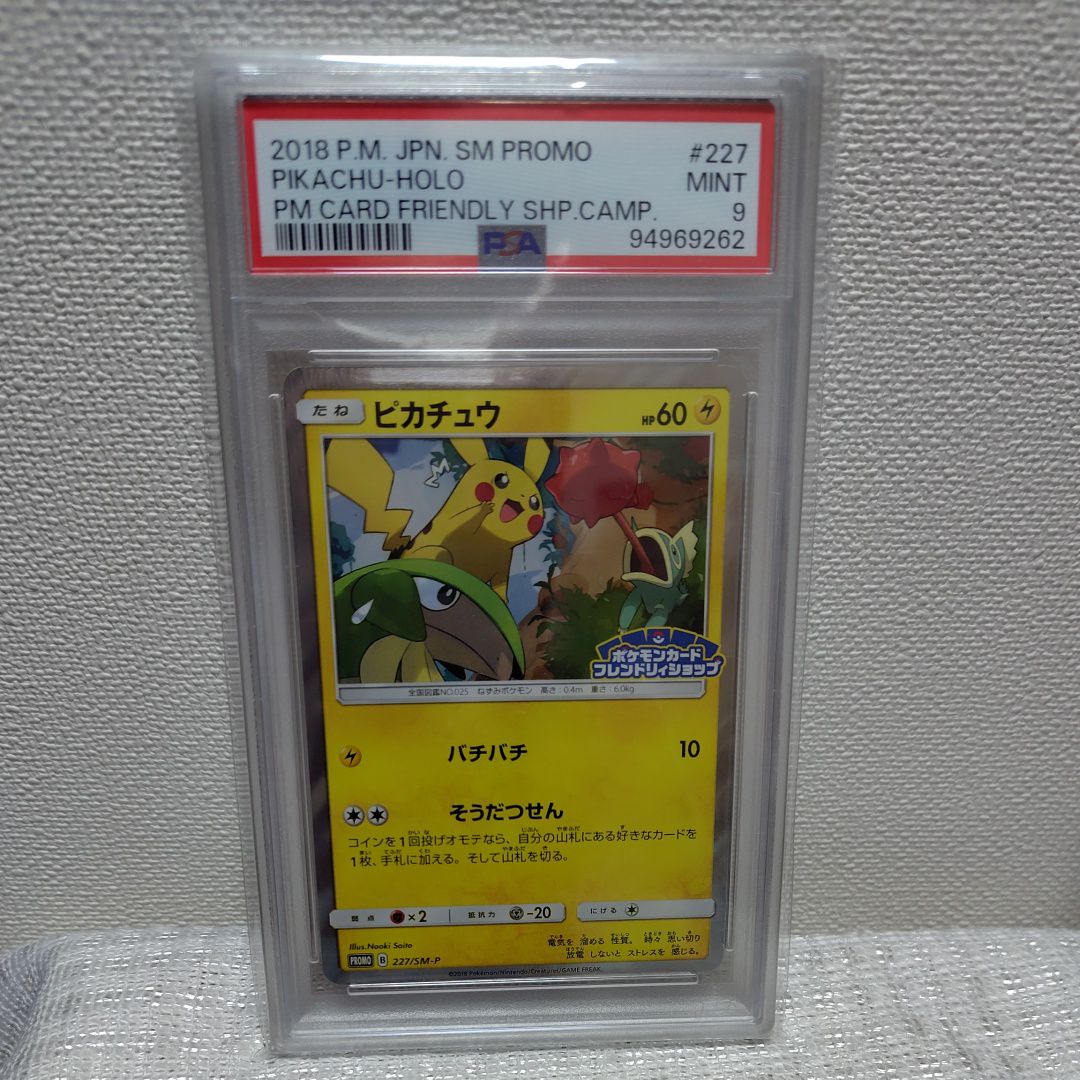 2018 P.M. JPN. SM PROMO #227
PIKACHU-HOLO MINT
PM CARD FRIENDLY SHP.CAMP. 9
PSA 94969262
たね ピカチュウ HP60
ポケモンカード
フレンドリィショップ
全国図鑑NO.025 ねずみポケモン 高さ:0.4m 重さ:6.0kg
バチバチ 10
そうだつせん
コインを1回投げオモテなら、自分の山札にある好きなカードを
1枚、手札に加える。そして山札を切る。
弱点 ×2 抵抗力 -20 にげる
Illus.Naoki Saito
電気を 溜める 性質。 時々 思い切り
放電 しないと ストレスを 感じる。
PROMO B 227/SM-P
©2018 Pokémon/Nintendo/Creatures/GAME FREAK.